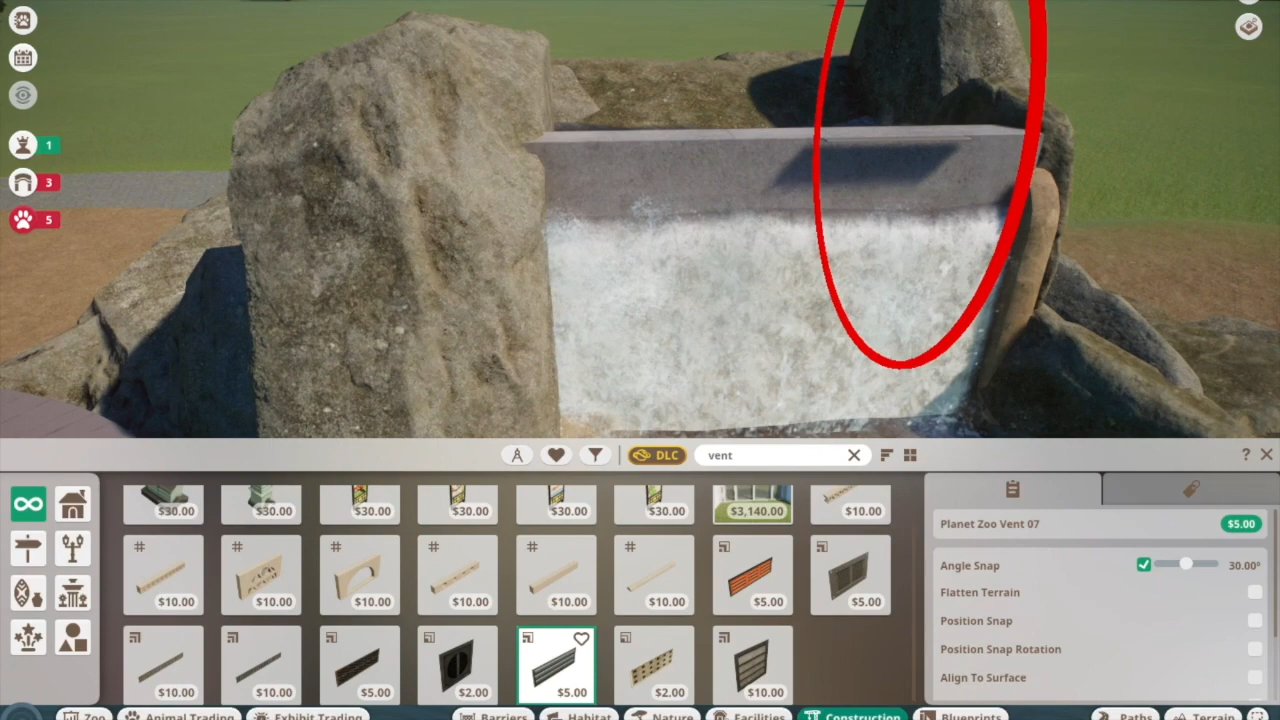 1
3
5
DLC
vent
?
$30.00 $30.00 $30.00 $30.00 $30.00 $30.00 $3,140.00 $10.00
$10.00 $10.00 $10.00 $10.00 $10.00 $10.00 $5.00 $5.00
$10.00 $10.00 $5.00 $2.00 $5.00 $2.00 $10.00
Planet Zoo Vent 07 $5.00
Angle Snap 30.00°
Flatten Terrain
Position Snap
Position Snap Rotation
Align To Surface
Zoo Animal Trading Exhibit Trading Barriers Habitat Nature Facilities Construction Blueprints Paths Terrain